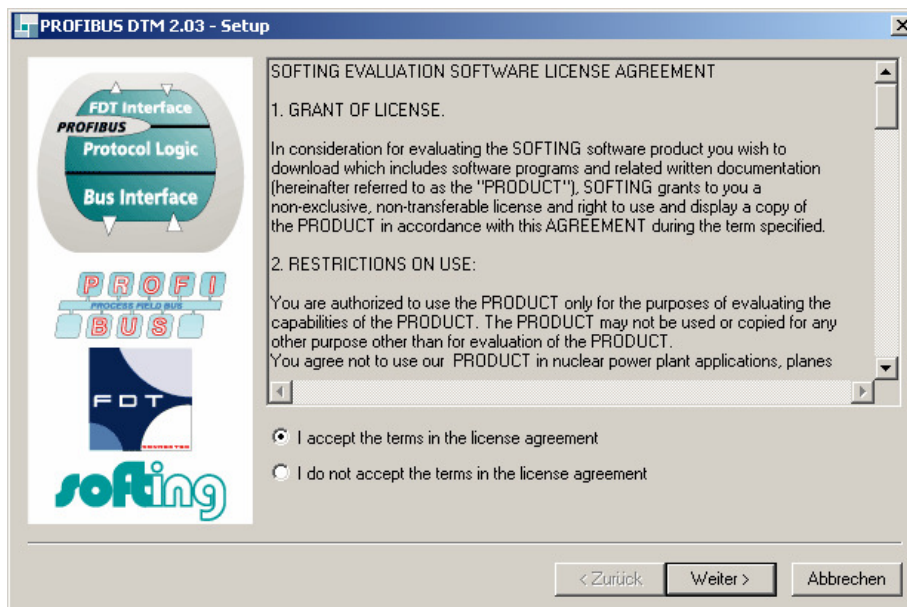 PROFIBUS DTM 2.03 - Setup
FDT Interface
PROFIBUS
Protocol Logic
Bus Interface
PROFI
PROCESS FIELD BUS
BUS
FDT
softing
SOFTING EVALUATION SOFTWARE LICENSE AGREEMENT
1. GRANT OF LICENSE.
In consideration for evaluating the SOFTING software product you wish to
download which includes software programs and related written documentation
(hereinafter referred to as the "PRODUCT"), SOFTING grants to you a
non-exclusive, non-transferable license and right to use and display a copy of
the PRODUCT in accordance with this AGREEMENT during the term specified.
2. RESTRICTIONS ON USE:
You are authorized to use the PRODUCT only for the purposes of evaluating the
capabilities of the PRODUCT. The PRODUCT may not be used or copied for any
other purpose other than for evaluation of the PRODUCT.
You agree not to use our PRODUCT in nuclear power plant applications, planes
I accept the terms in the license agreement
I do not accept the terms in the license agreement
< Zurück
Weiter >
Abbrechen